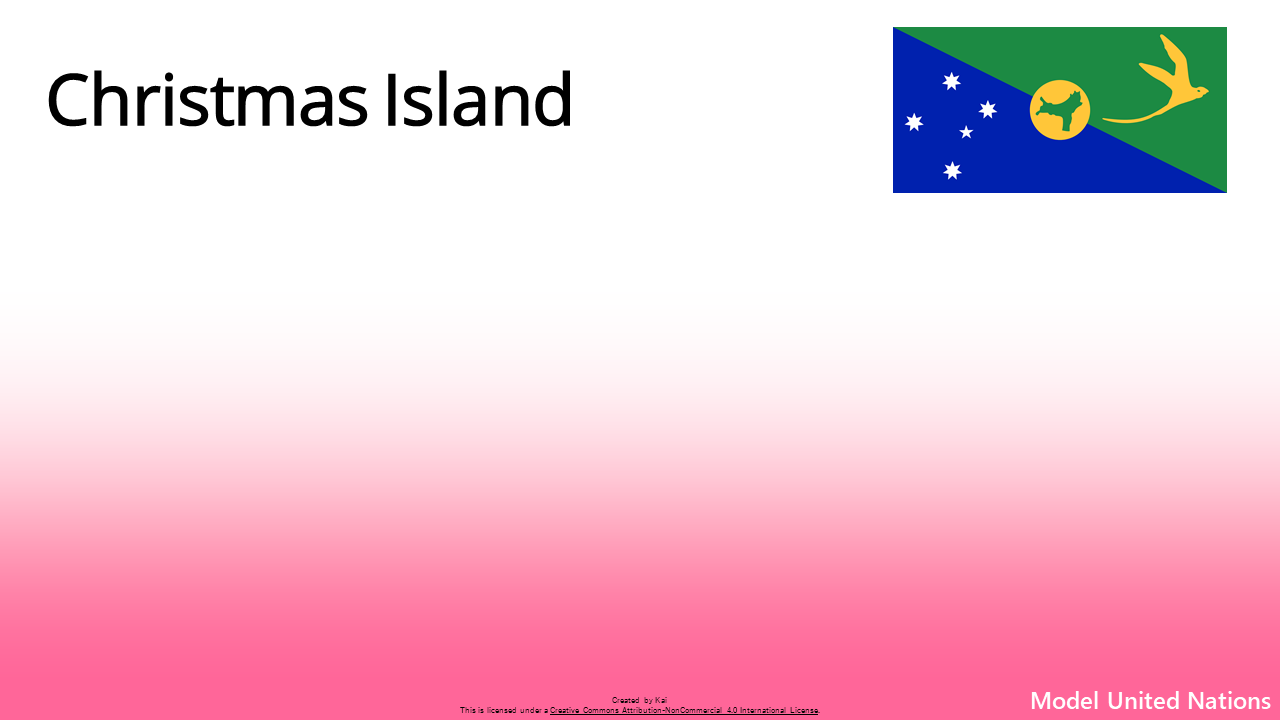 Christmas Island
Created by Kai
This is licensed under a Creative Commons Attribution-NonCommercial 4.0 International License.
Model United Nations